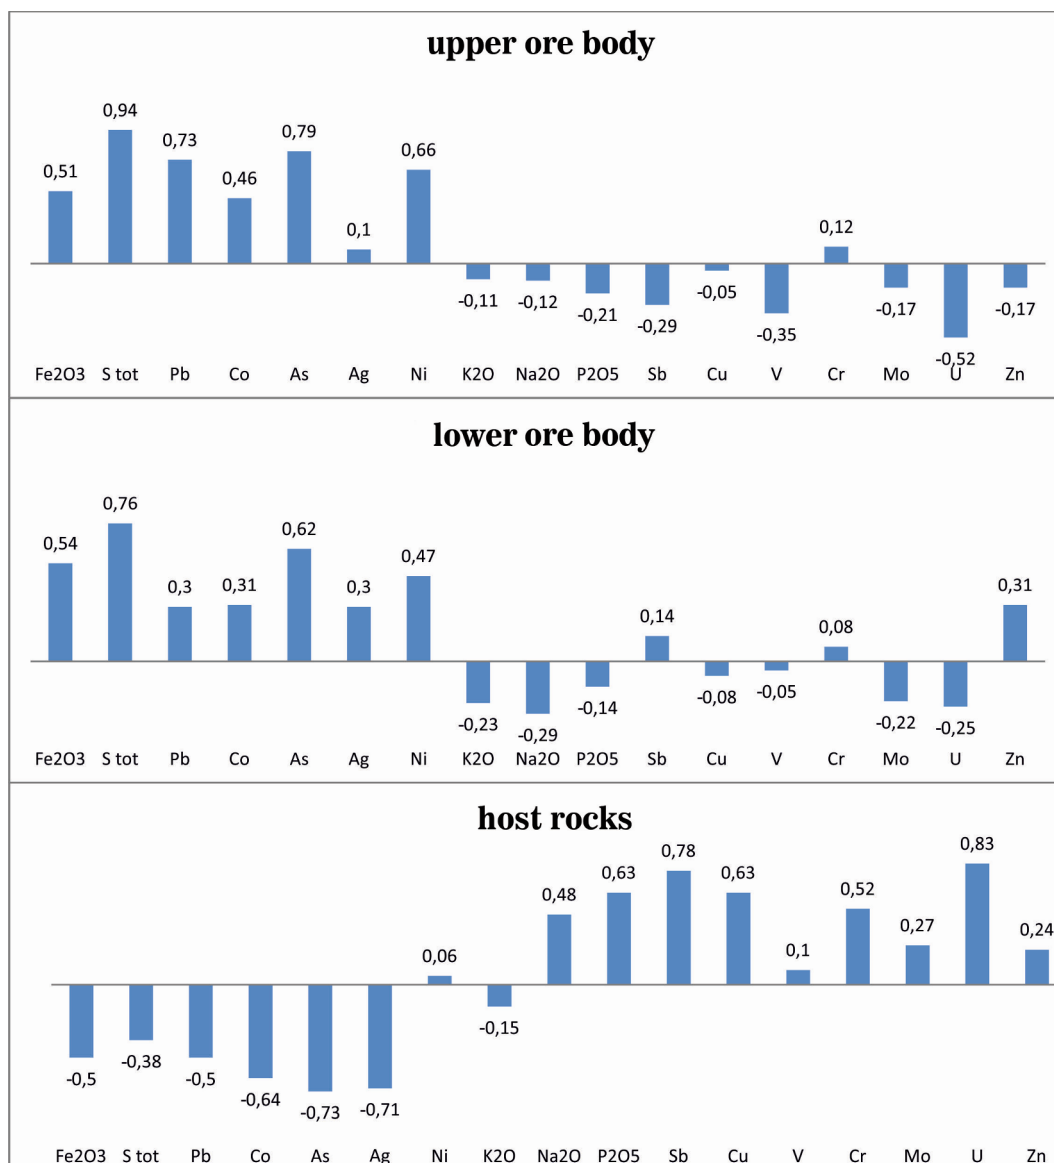 upper ore body
0,51 0,94 0,73 0,46 0,79 0,1 0,66 -0,11 -0,12 -0,21 -0,29 -0,05 -0,35 0,12 -0,17 -0,52 -0,17
Fe2O3 S tot Pb Co As Ag Ni K2O Na2O P2O5 Sb Cu V Cr Mo U Zn
lower ore body
0,54 0,76 0,3 0,31 0,62 0,3 0,47 -0,23 -0,29 -0,14 0,14 -0,08 -0,05 0,08 -0,22 -0,25 0,31
Fe2O3 S tot Pb Co As Ag Ni K2O Na2O P2O5 Sb Cu V Cr Mo U Zn
host rocks
-0,5 -0,38 -0,5 -0,64 -0,73 -0,71 0,06 -0,15 0,48 0,63 0,78 0,63 0,1 0,52 0,27 0,83 0,24
Fe2O3 S tot Pb Co As Ag Ni K2O Na2O P2O5 Sb Cu V Cr Mo U Zn